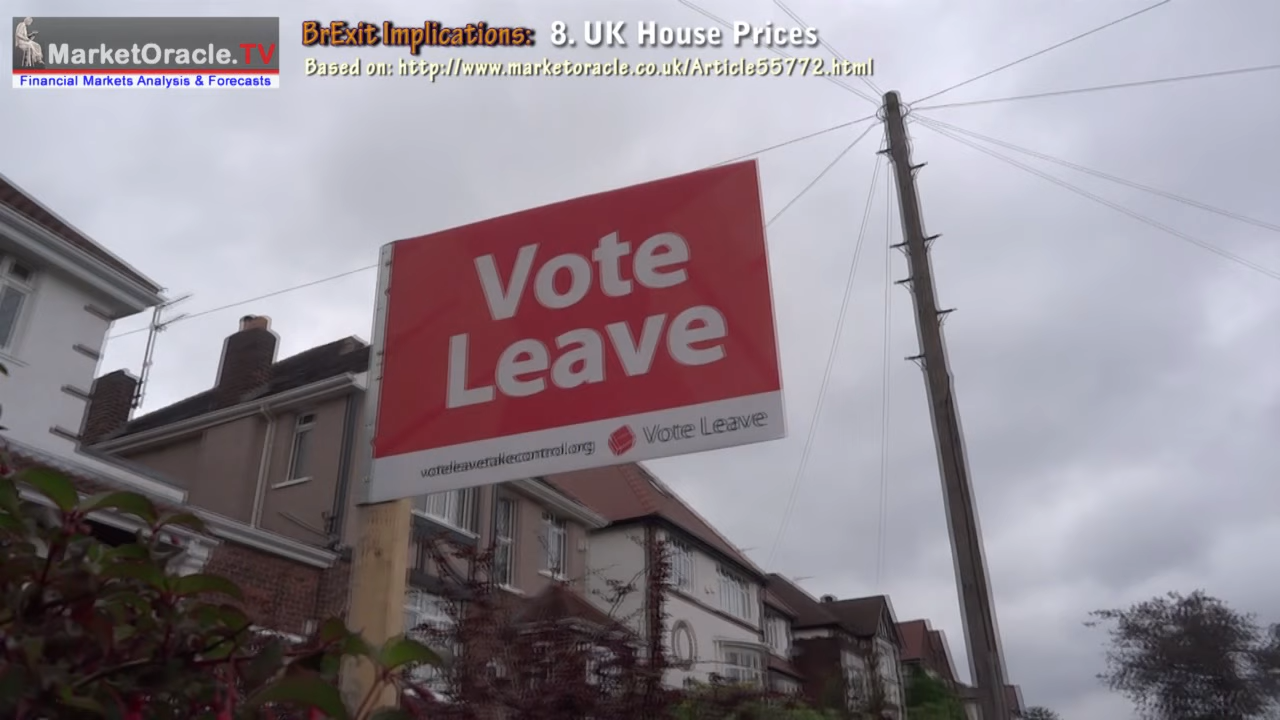 MarketOracle.TV
Financial Markets Analysis & Forecasts
BrExit Implications: 8. UK House Prices
Based on: http://www.marketoracle.co.uk/Article55772.html
Vote
Leave
voteleavetakecontrol.org Vote Leave